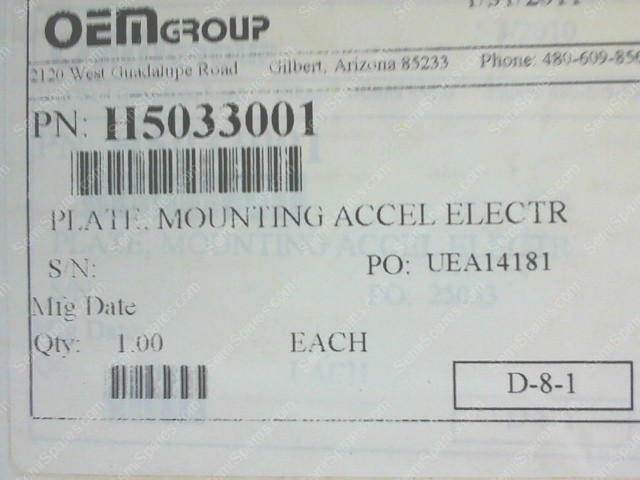 OEMGROUP
2120 West Guadalupe Road Gilbert, Arizona 85233 Phone: 480-609-856
PN: H5033001
PLATE, MOUNTING ACCEL ELECTR
S/N: PO: UEA14181
Mfg Date
Qty: 1.00 EACH
D-8-1